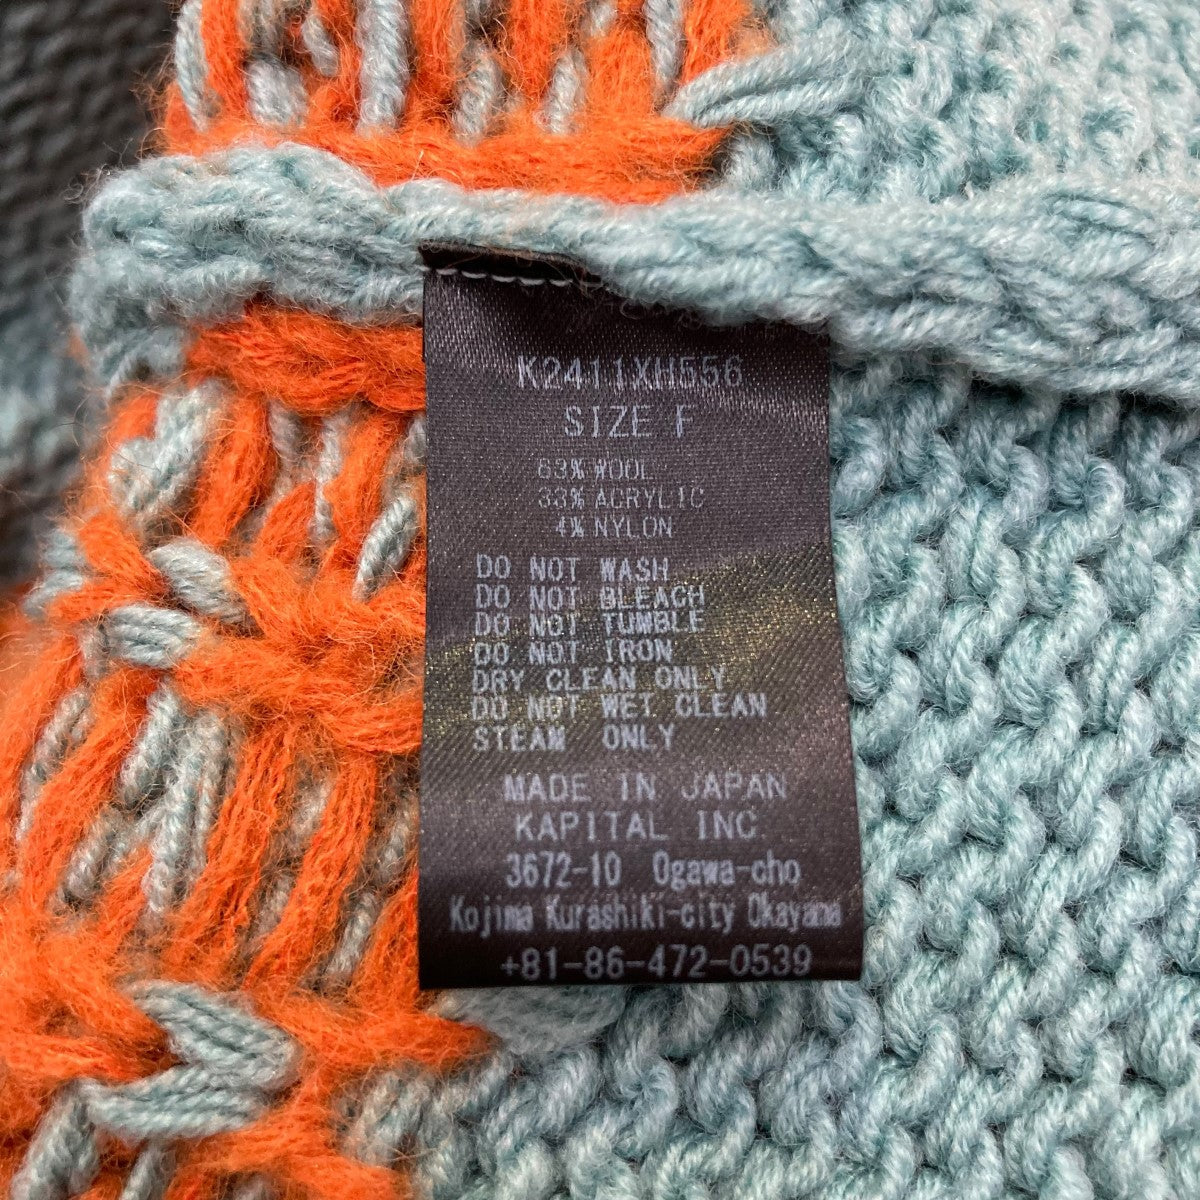 K2411XH556
SIZE F
63% WOOL
33% ACRYLIC
4% NYLON
DO NOT WASH
DO NOT BLEACH
DO NOT TUMBLE
DO NOT IRON
DRY CLEAN ONLY
DO NOT WET CLEAN
STEAM ONLY
MADE IN JAPAN
KAPITAL INC
3672-10 Ogawa-cho
Kojima Kurashiki-city Okayama
+81-86-472-0539